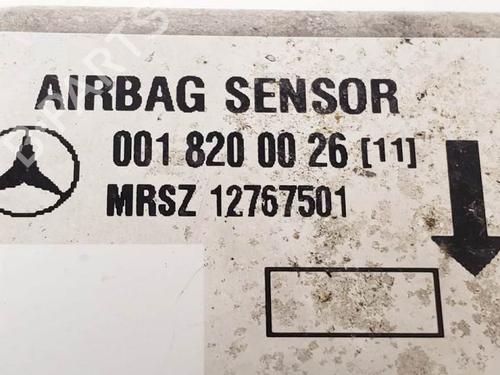 AIRBAG SENSOR
001 820 00 26 [11]
MRSZ 12767501